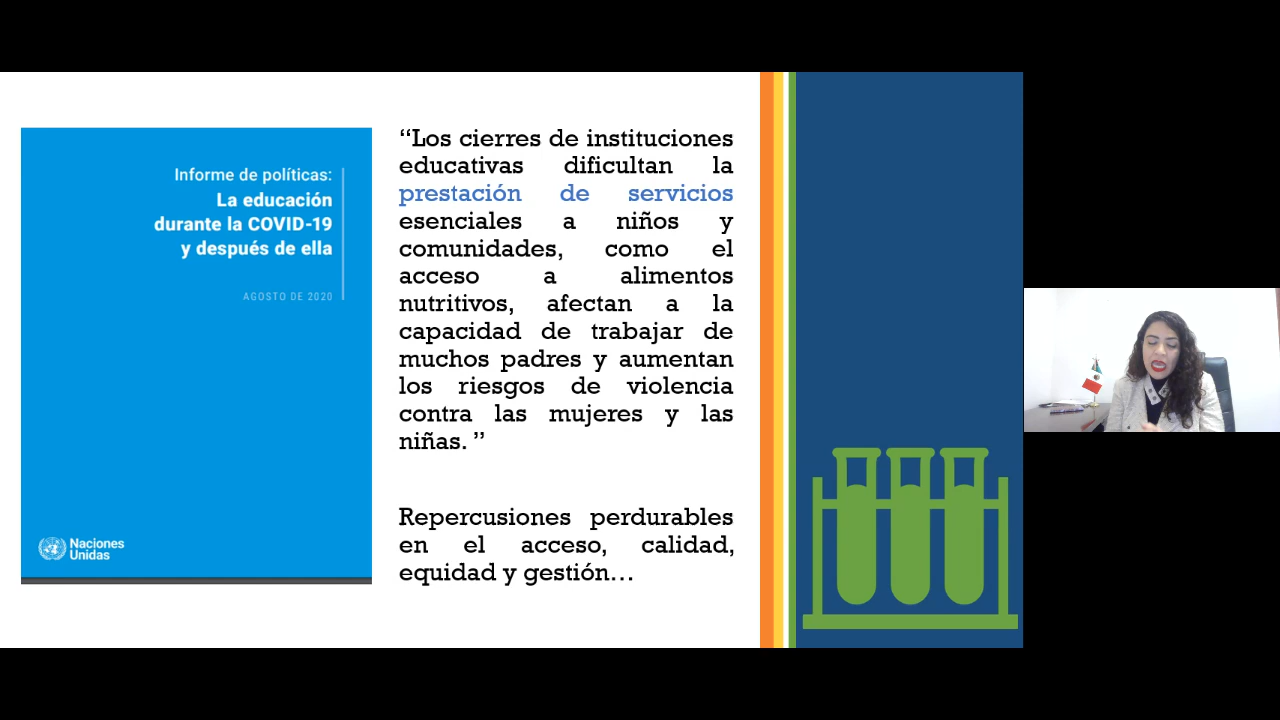 Informe de políticas:
La educación
durante la COVID-19
y después de ella
AGOSTO DE 2020
Naciones
Unidas
“Los cierres de instituciones
educativas dificultan la
prestación de servicios
esenciales a niños y
comunidades, como el
acceso a alimentos
nutritivos, afectan a la
capacidad de trabajar de
muchos padres y aumentan
los riesgos de violencia
contra las mujeres y las
niñas. ”
Repercusiones perdurables
en el acceso, calidad,
equidad y gestión...